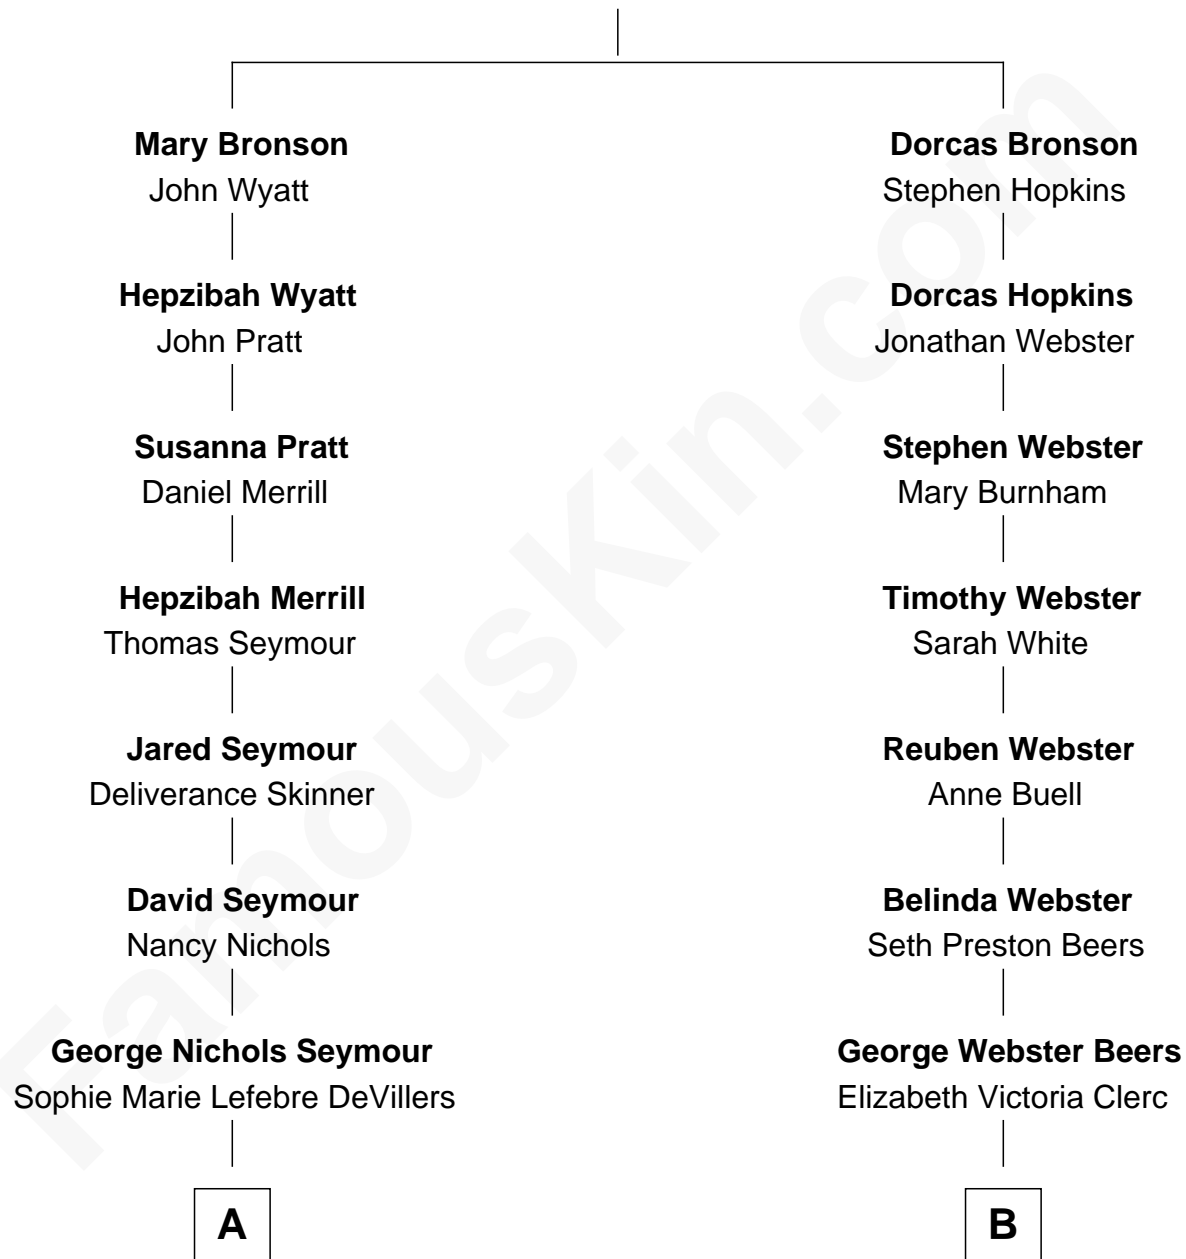 Mary Bronson
John Wyatt
Dorcas Bronson
Stephen Hopkins
Hepzibah Wyatt
John Pratt
Dorcas Hopkins
Jonathan Webster
Susanna Pratt
Daniel Merrill
Stephen Webster
Mary Burnham
Hepzibah Merrill
Thomas Seymour
Timothy Webster
Sarah White
Jared Seymour
Deliverance Skinner
Reuben Webster
Anne Buell
David Seymour
Nancy Nichols
Belinda Webster
Seth Preston Beers
George Nichols Seymour
Sophie Marie Lefebre DeVillers
George Webster Beers
Elizabeth Victoria Clerc
A
B
FamousKin.com